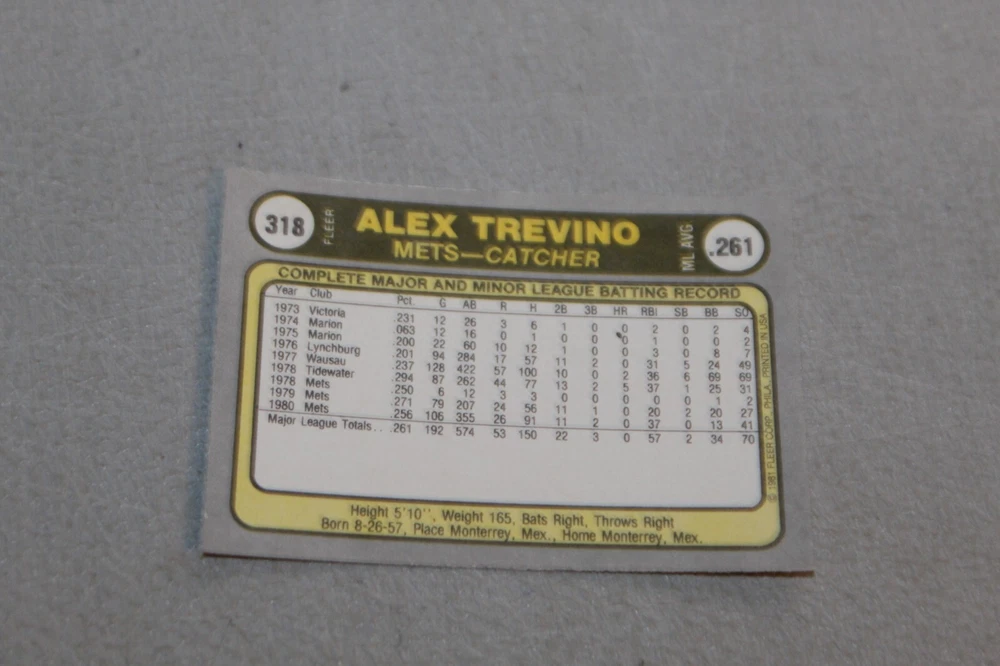 318 FLEER ALEX TREVINO ML AVG .261
METS—CATCHER
COMPLETE MAJOR AND MINOR LEAGUE BATTING RECORD
Year Club Pct. G AB R H 2B 3B HR RBI SB BB SO
1973 Victoria .231 12 26 3 6 1 0 0 2 0 2 4
1974 Marion .063 12 16 0 1 0 0 0 1 0 0 2
1975 Marion .200 22 60 10 12 1 0 0 3 0 8 7
1976 Lynchburg .201 94 284 17 57 11 2 0 31 5 24 49
1977 Wausau .237 128 422 57 100 10 0 2 36 6 69 69
1978 Tidewater .294 87 262 44 77 13 2 5 37 1 25 31
1978 Mets .250 6 12 3 3 0 0 0 0 0 1 2
1979 Mets .271 79 207 24 56 11 1 0 20 2 20 27
1980 Mets .256 106 355 26 91 11 2 0 37 0 13 41
Major League Totals... .261 192 574 53 150 22 3 0 57 2 34 70
© 1981 FLEER CORP., PHILA. PRINTED IN USA
Height 5'10'', Weight 165, Bats Right, Throws Right
Born 8-26-57, Place Monterrey, Mex., Home Monterrey, Mex.